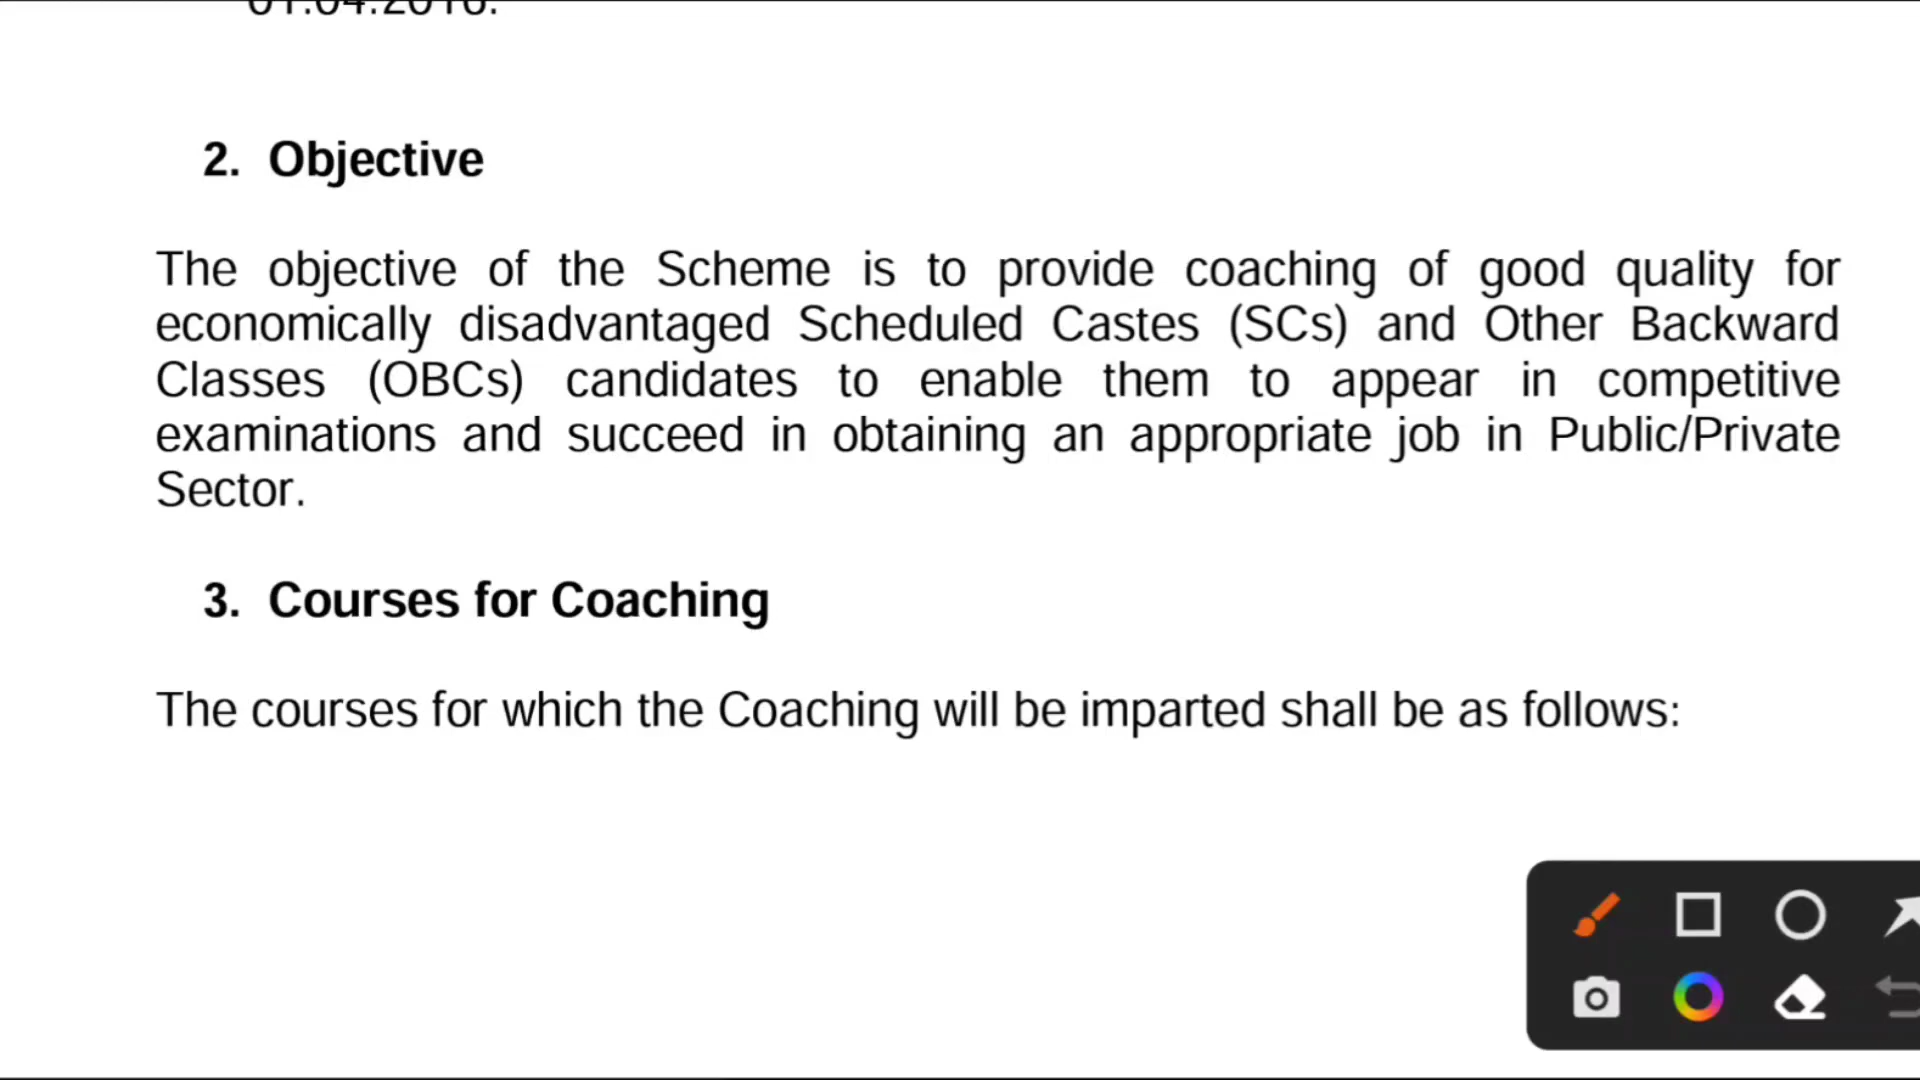 01.04.2016.
2. Objective
The objective of the Scheme is to provide coaching of good quality for
economically disadvantaged Scheduled Castes (SCs) and Other Backward
Classes (OBCs) candidates to enable them to appear in competitive
examinations and succeed in obtaining an appropriate job in Public/Private
Sector.
3. Courses for Coaching
The courses for which the Coaching will be imparted shall be as follows: